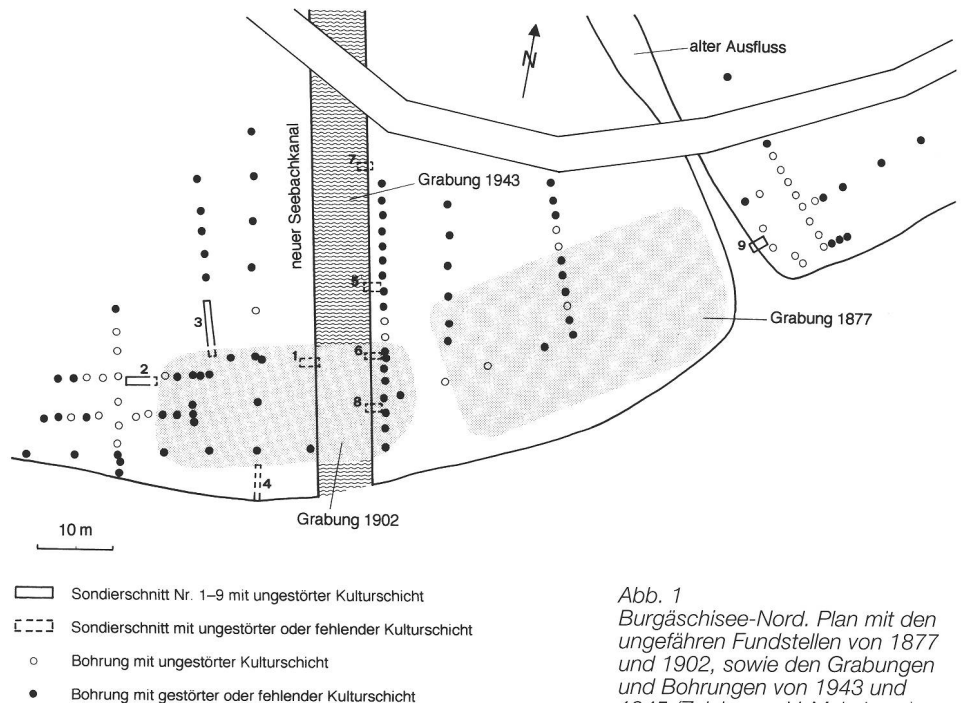 alter Ausfluss
N
neuer Seebachkanal
7
Grabung 1943
9
5
Grabung 1877
3
1
6
2
8
4
Grabung 1902
10 m
Sondierschnitt Nr. 1–9 mit ungestörter Kulturschicht
Sondierschnitt mit ungestörter oder fehlender Kulturschicht
Bohrung mit ungestörter Kulturschicht
Bohrung mit gestörter oder fehlender Kulturschicht
Abb. 1
Burgäschisee-Nord. Plan mit den
ungefähren Fundstellen von 1877
und 1902, sowie den Grabungen
und Bohrungen von 1943 und